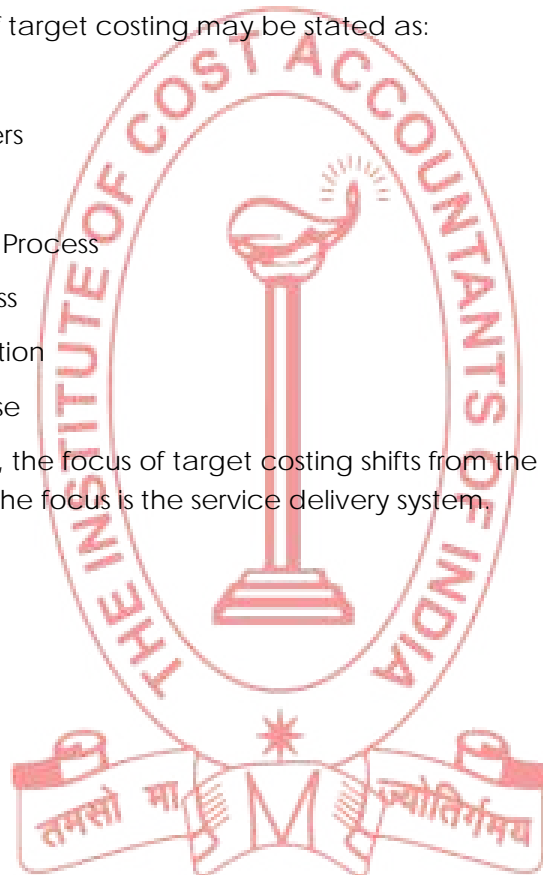 f target costing may be stated as:
ers
Process
ss
tion
se
, the focus of target costing shifts from the
he focus is the service delivery system.
THE INSTITUTE OF COST ACCOUNTANTS OF INDIA
तमसो मा ज्योतिर्गमय